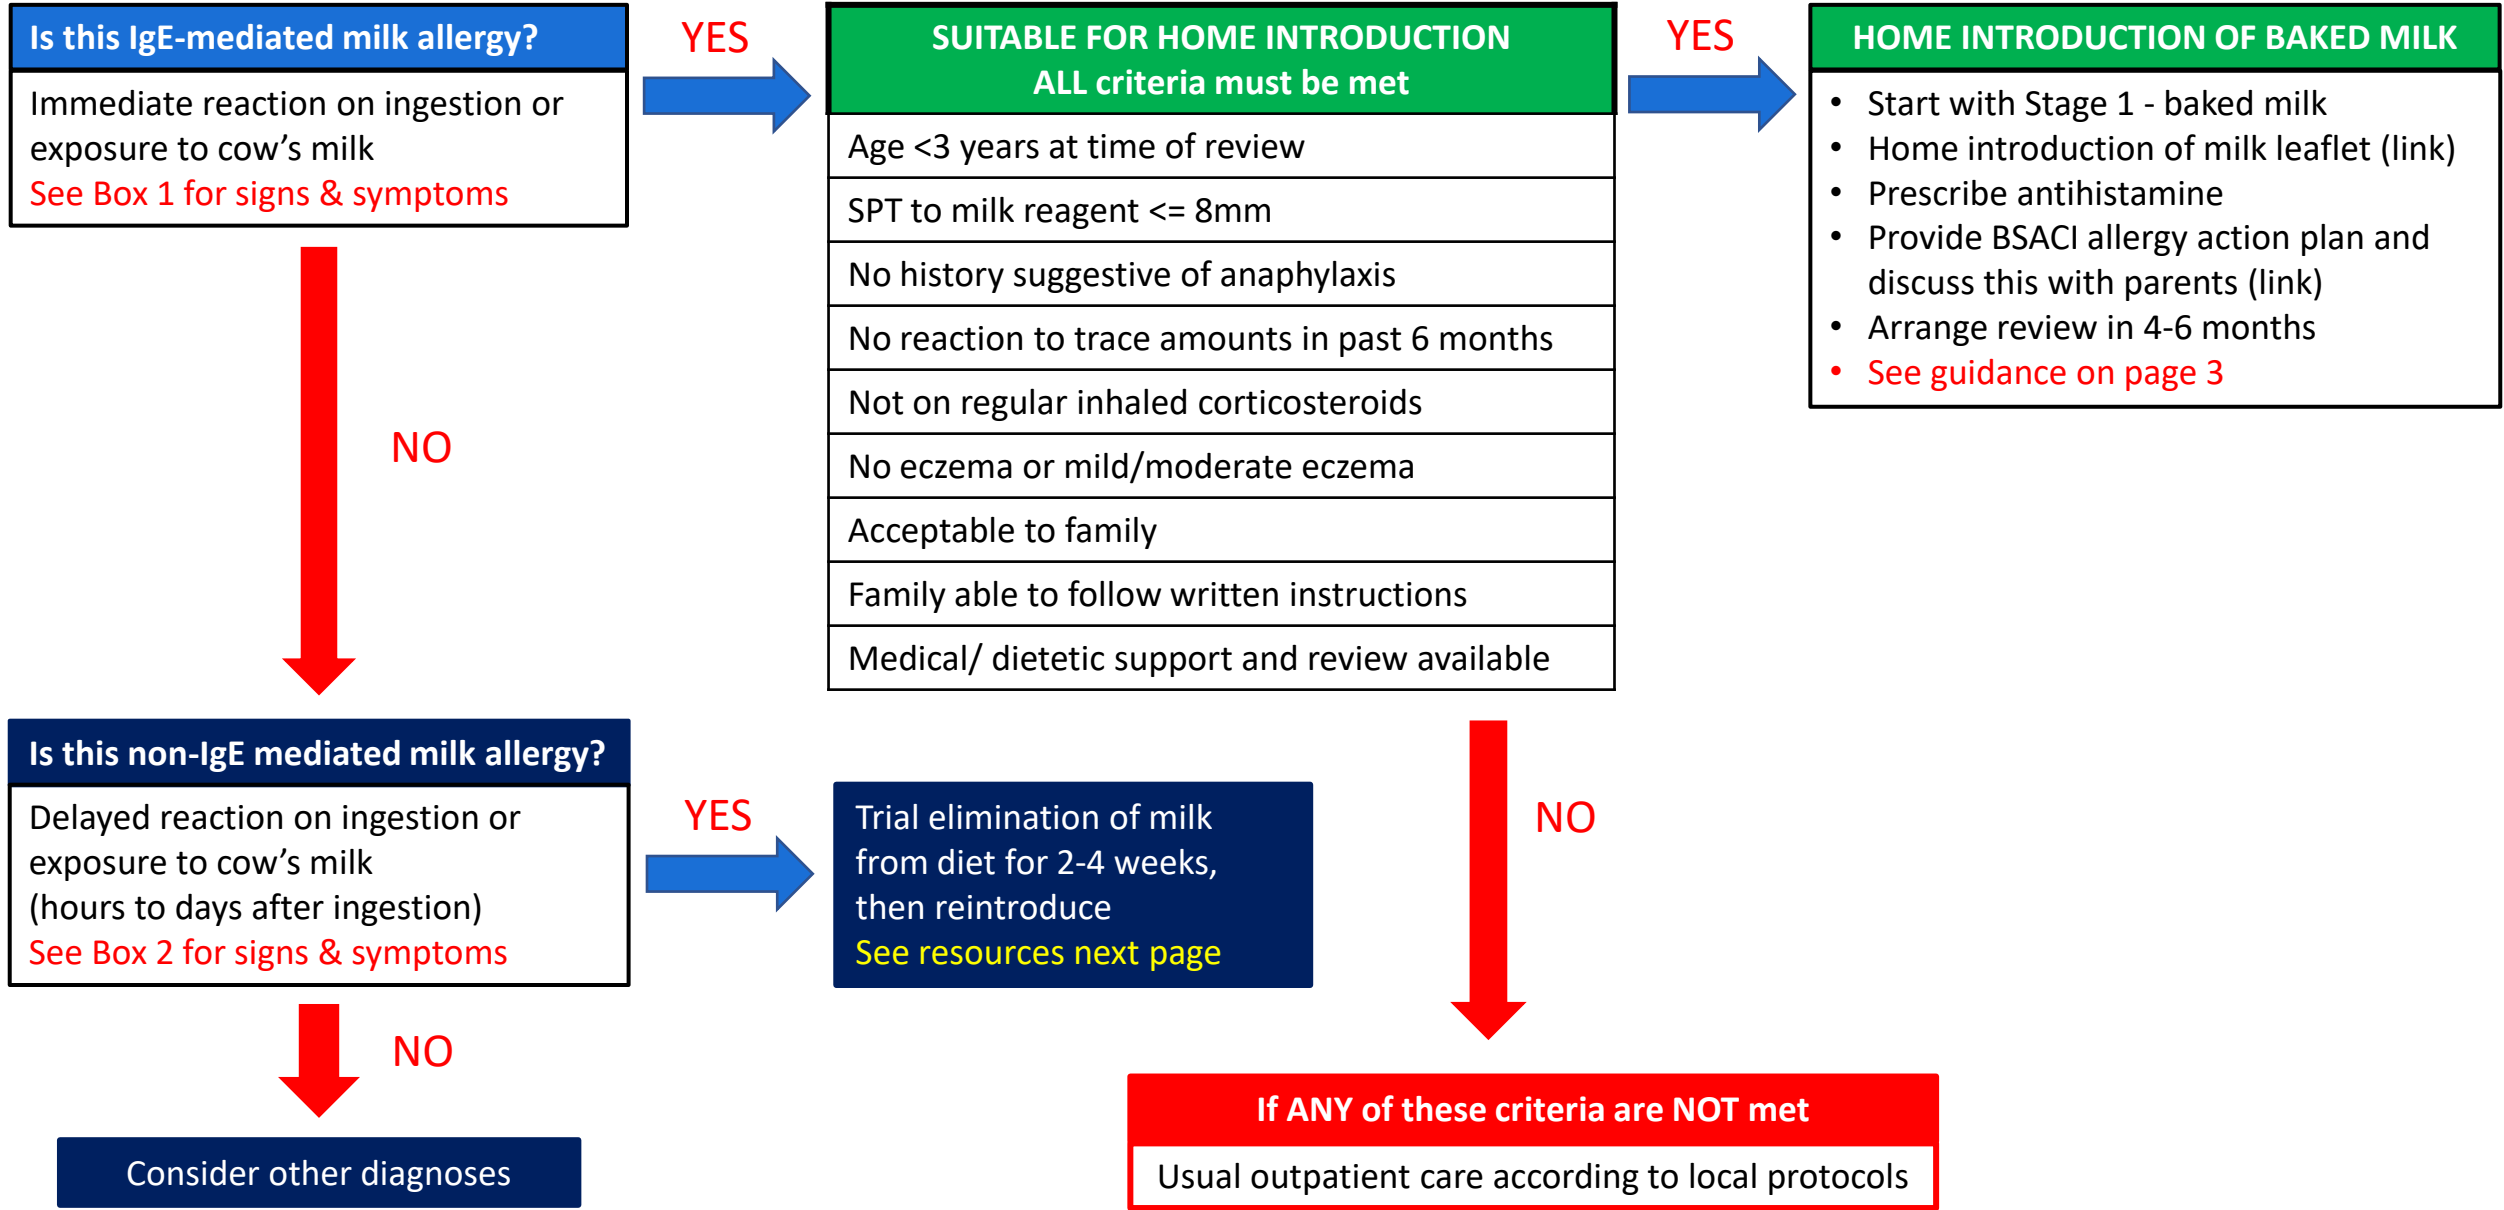 Is this IgE-mediated milk allergy?
Immediate reaction on ingestion or
exposure to cow’s milk
See Box 1 for signs & symptoms
YES
SUITABLE FOR HOME INTRODUCTION
ALL criteria must be met
Age <3 years at time of review
SPT to milk reagent <= 8mm
No history suggestive of anaphylaxis
No reaction to trace amounts in past 6 months
Not on regular inhaled corticosteroids
No eczema or mild/moderate eczema
Acceptable to family
Family able to follow written instructions
Medical/ dietetic support and review available
YES
HOME INTRODUCTION OF BAKED MILK
• Start with Stage 1 - baked milk
• Home introduction of milk leaflet (link)
• Prescribe antihistamine
• Provide BSACI allergy action plan and
discuss this with parents (link)
• Arrange review in 4-6 months
• See guidance on page 3
NO
Is this non-IgE mediated milk allergy?
Delayed reaction on ingestion or
exposure to cow’s milk
(hours to days after ingestion)
See Box 2 for signs & symptoms
YES
Trial elimination of milk
from diet for 2-4 weeks,
then reintroduce
See resources next page
NO
NO
Consider other diagnoses
If ANY of these criteria are NOT met
Usual outpatient care according to local protocols